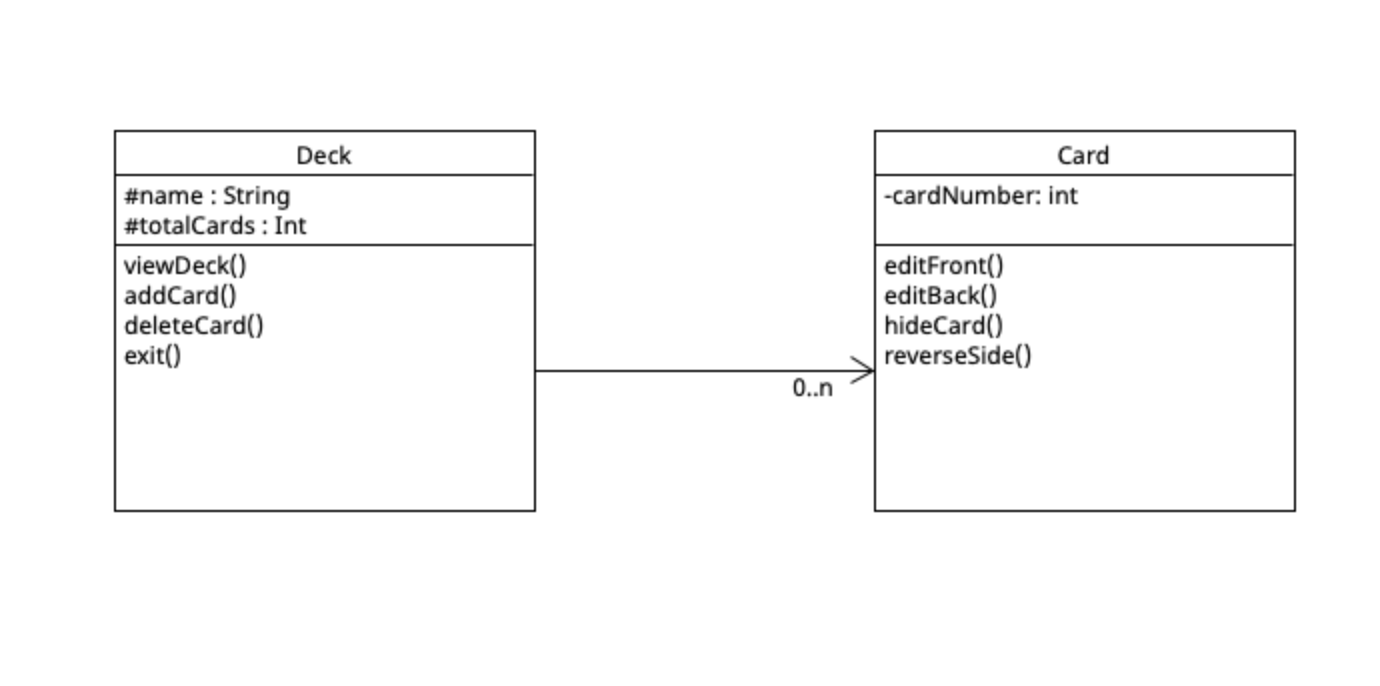 Deck
#name : String
#totalCards : Int
viewDeck()
addCard()
deleteCard()
exit()
0..n
Card
-cardNumber: int
editFront()
editBack()
hideCard()
reverseSide()